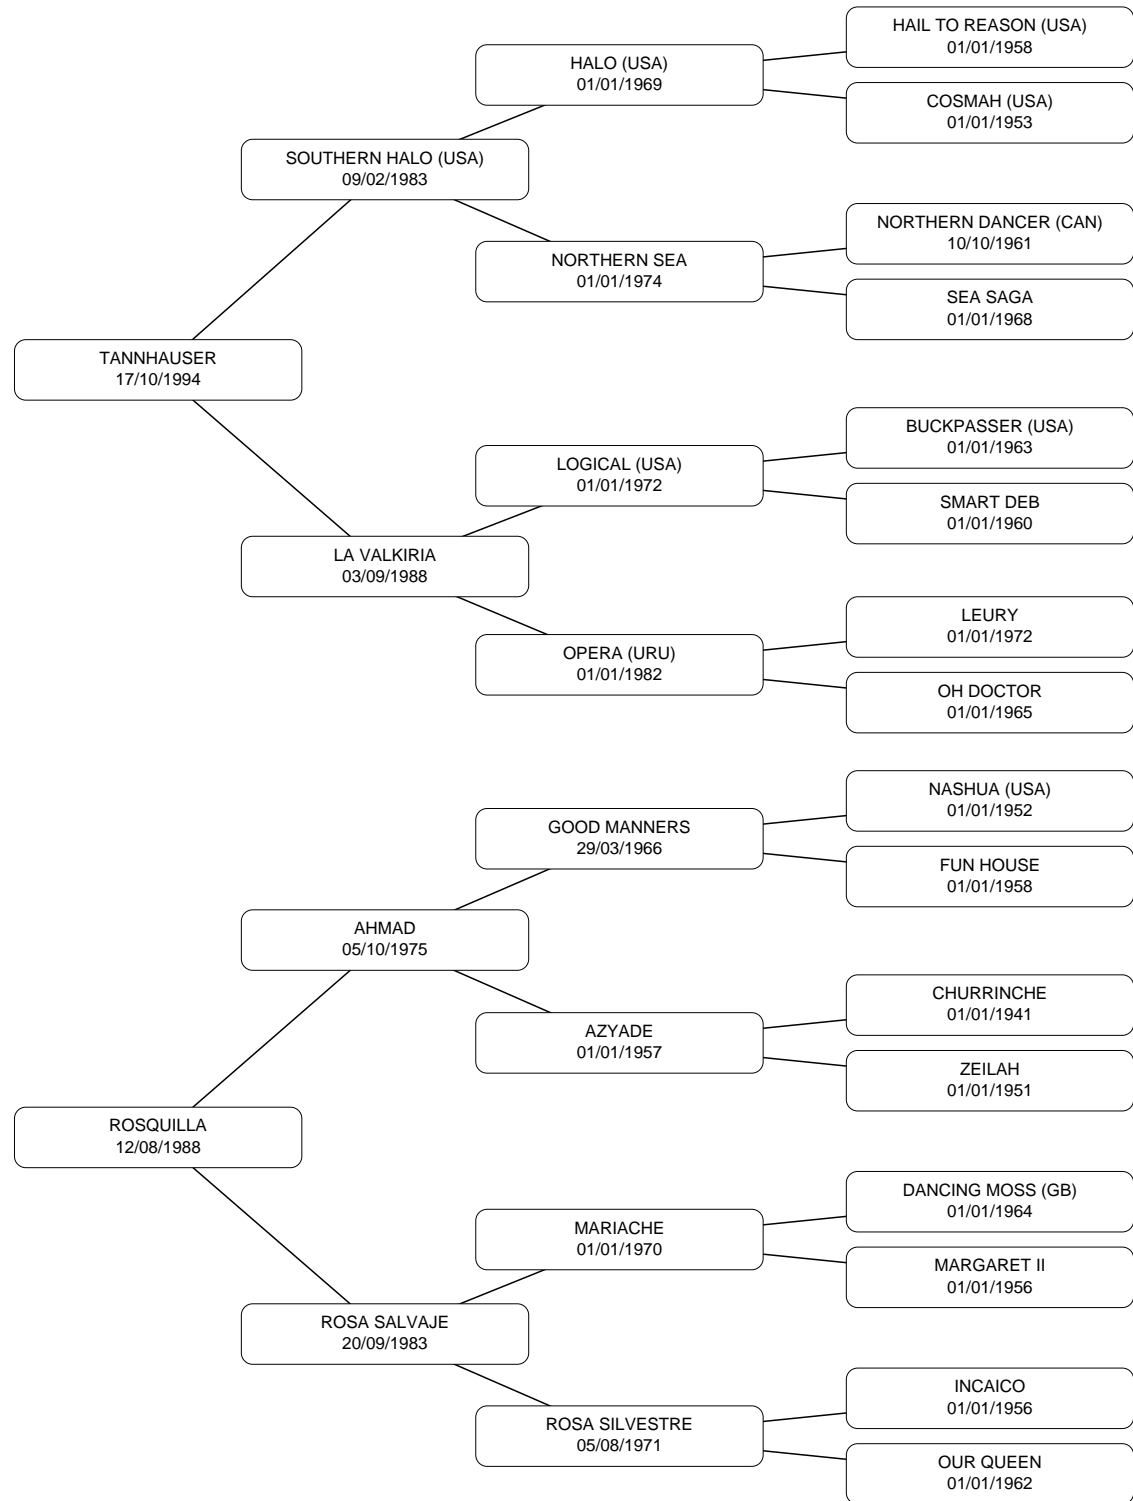 HAIL TO REASON (USA)
01/01/1958
HALO (USA)
01/01/1969
COSMAH (USA)
01/01/1953
SOUTHERN HALO (USA)
09/02/1983
NORTHERN DANCER (CAN)
10/10/1961
NORTHERN SEA
01/01/1974
SEA SAGA
01/01/1968
TANNHAUSER
17/10/1994
BUCKPASSER (USA)
01/01/1963
LOGICAL (USA)
01/01/1972
SMART DEB
01/01/1960
LA VALKIRIA
03/09/1988
LEURY
01/01/1972
OPERA (URU)
01/01/1982
OH DOCTOR
01/01/1965
NASHUA (USA)
01/01/1952
GOOD MANNERS
29/03/1966
FUN HOUSE
01/01/1958
AHMAD
05/10/1975
CHURRINCHE
01/01/1941
AZYADE
01/01/1957
ZEILAH
01/01/1951
ROSQUILLA
12/08/1988
DANCING MOSS (GB)
01/01/1964
MARIACHE
01/01/1970
MARGARET II
01/01/1956
ROSA SALVAJE
20/09/1983
INCAICO
01/01/1956
ROSA SILVESTRE
05/08/1971
OUR QUEEN
01/01/1962